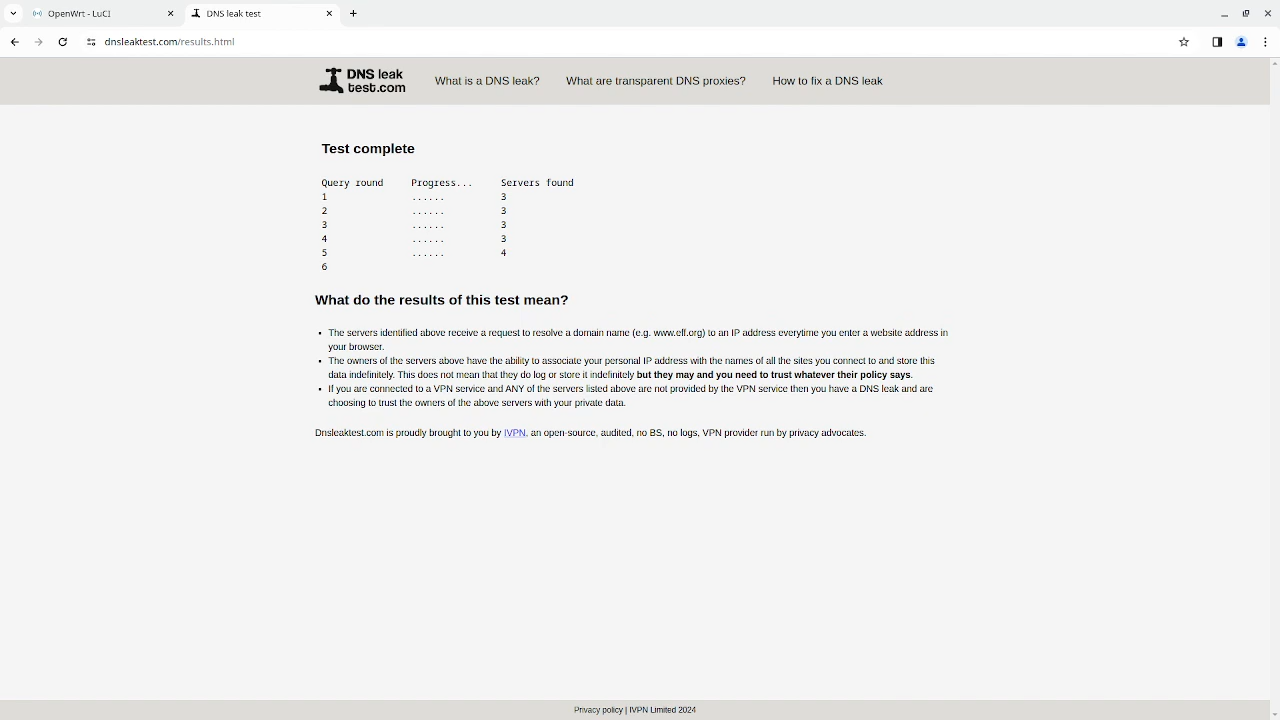 OpenWrt - LuCI
DNS leak test
dnsleaktest.com/results.html
DNS leak
test.com
What is a DNS leak?
What are transparent DNS proxies?
How to fix a DNS leak
Test complete
Query round Progress... Servers found
1 ...... 3
2 ...... 3
3 ...... 3
4 ...... 3
5 ...... 4
6
What do the results of this test mean?
The servers identified above receive a request to resolve a domain name (e.g. www.eff.org) to an IP address everytime you enter a website address in
your browser.
The owners of the servers above have the ability to associate your personal IP address with the names of all the sites you connect to and store this
data indefinitely. This does not mean that they do log or store it indefinitely but they may and you need to trust whatever their policy says.
If you are connected to a VPN service and ANY of the servers listed above are not provided by the VPN service then you have a DNS leak and are
choosing to trust the owners of the above servers with your private data.
Dnsleaktest.com is proudly brought to you by IVPN, an open-source, audited, no BS, no logs, VPN provider run by privacy advocates.
Privacy policy | IVPN Limited 2024